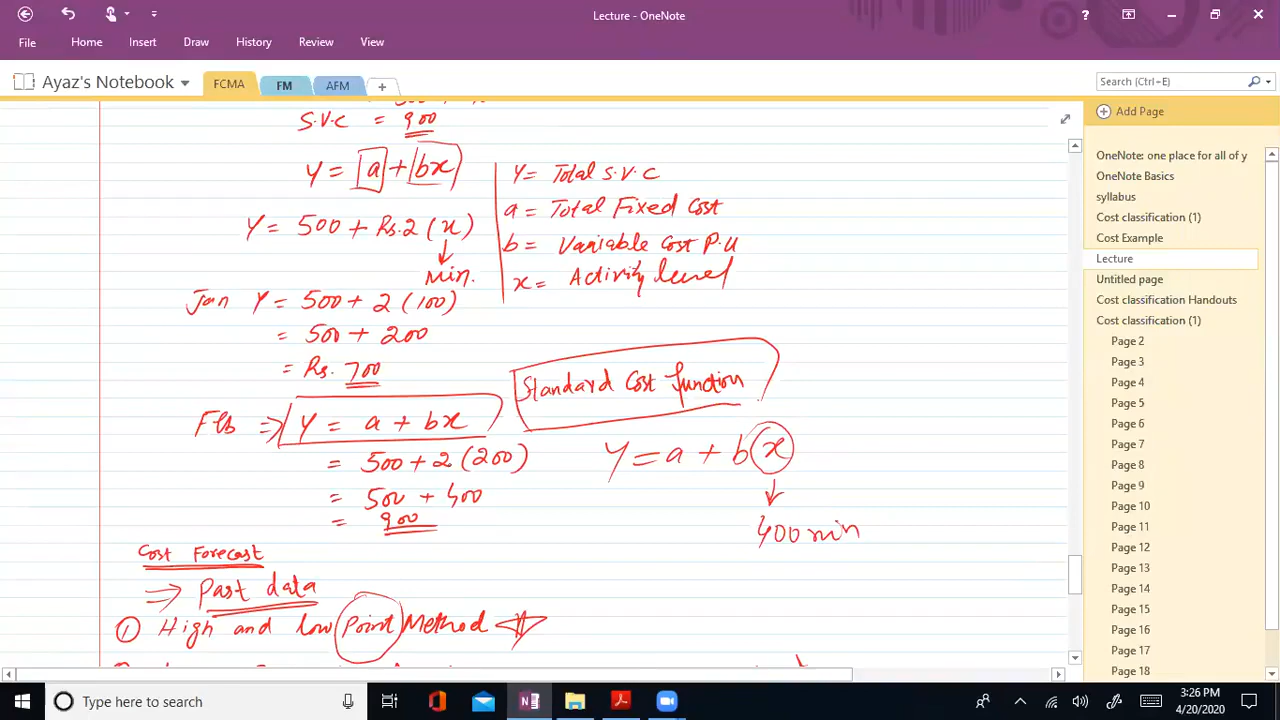 Lecture - OneNote
File Home Insert Draw History Review View
Ayaz's Notebook FCMA FM AFM +
Search (Ctrl+E)
S.V.C = 900
Y = a + bx
Y = 500 + Rs.2 (x)
Min.
Y = Total S.V.C
a = Total Fixed Cost
b = Variable Cost P.U
x = Activity level
Jan Y = 500 + 2 (100)
= 500 + 200
= Rs. 700
Standard Cost function
Feb ⇒ Y = a + bx
= 500 + 2 (200)
= 500 + 400
= 900
Y = a + b(x)
400 min
Cost Forecast
⇒ Past data
① High and low Point Method
Add Page
OneNote: one place for all of y
OneNote Basics
syllabus
Cost classification (1)
Cost Example
Lecture
Untitled page
Cost classification Handouts
Cost classification (1)
Page 2
Page 3
Page 4
Page 5
Page 6
Page 7
Page 8
Page 9
Page 10
Page 11
Page 12
Page 13
Page 14
Page 15
Page 16
Page 17
Page 18
Type here to search
3:26 PM
4/20/2020